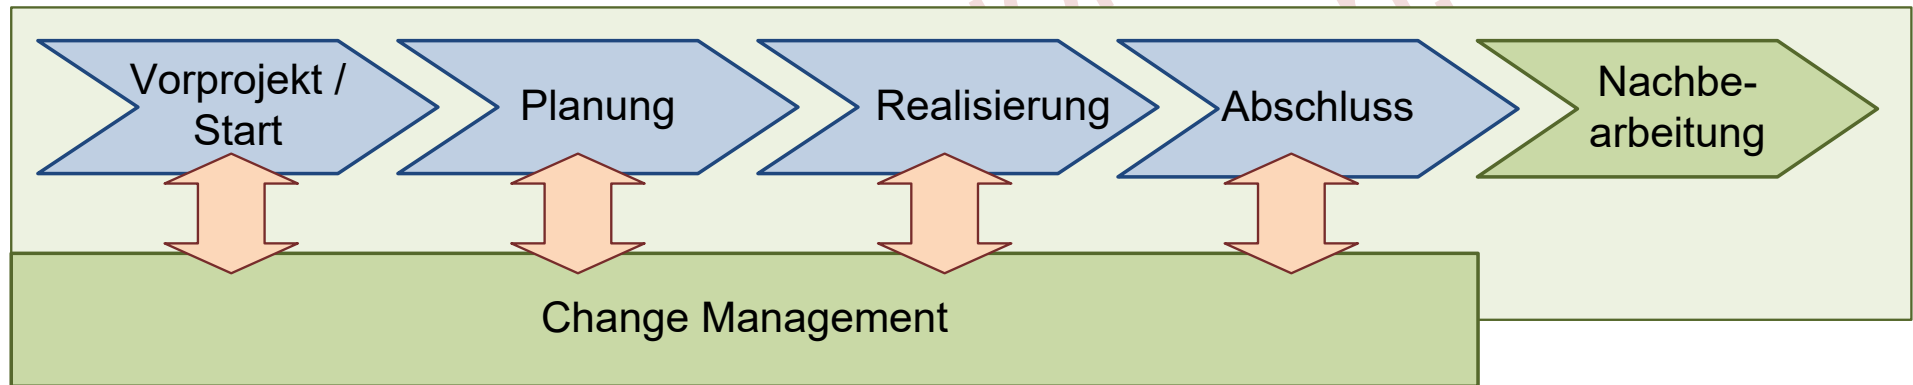 Vorprojekt /
Start
Planung
Realisierung
Abschluss
Nachbe-
arbeitung
Change Management